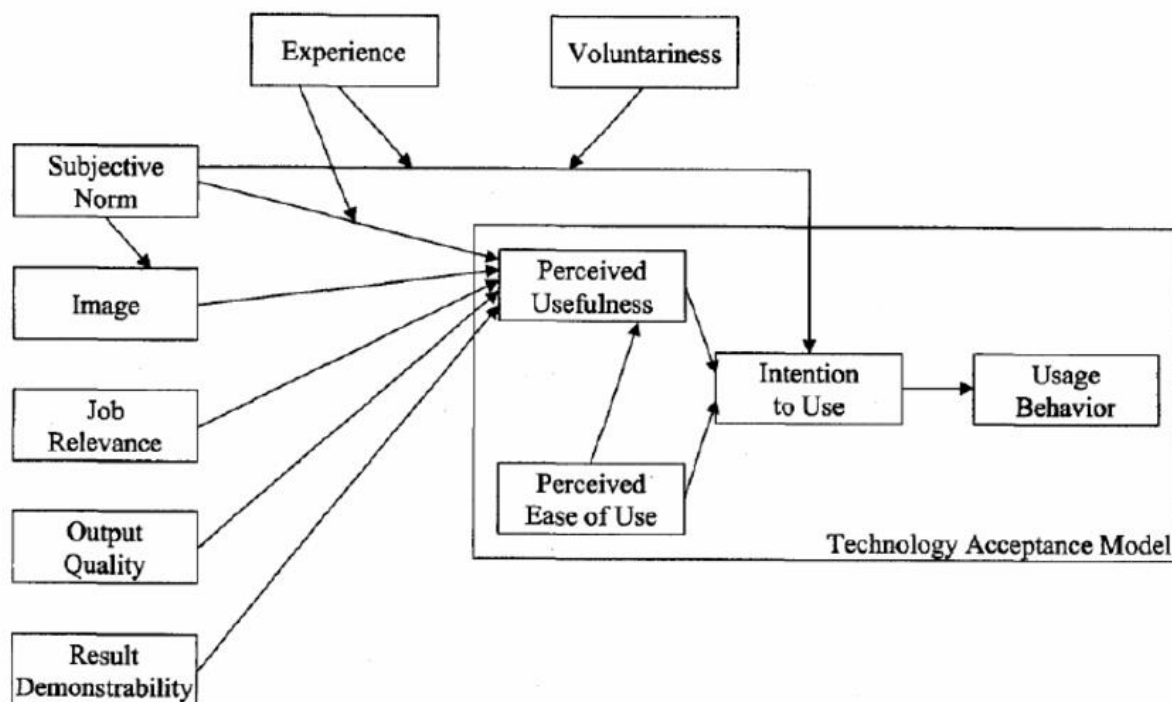 Experience
Voluntariness
Subjective
Norm
Image
Job
Relevance
Output
Quality
Result
Demonstrability
Perceived
Usefulness
Perceived
Ease of Use
Intention
to Use
Usage
Behavior
Technology Acceptance Model